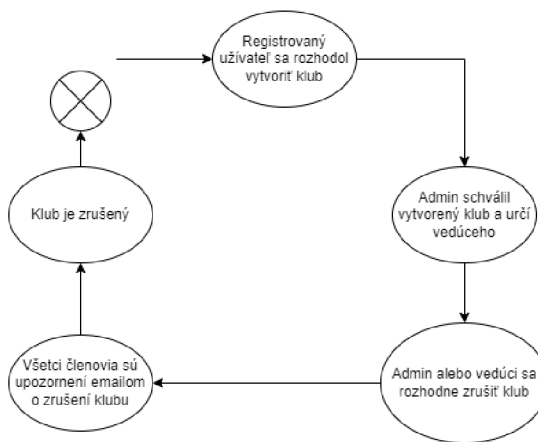 Registrovaný
užívateľ sa rozhodol
vytvoriť klub
Admin schválil
vytvorený klub a určí
vedúceho
Admin alebo vedúci sa
rozhodne zrušiť klub
Všetci členovia sú
upozornení emailom
o zrušení klubu
Klub je zrušený